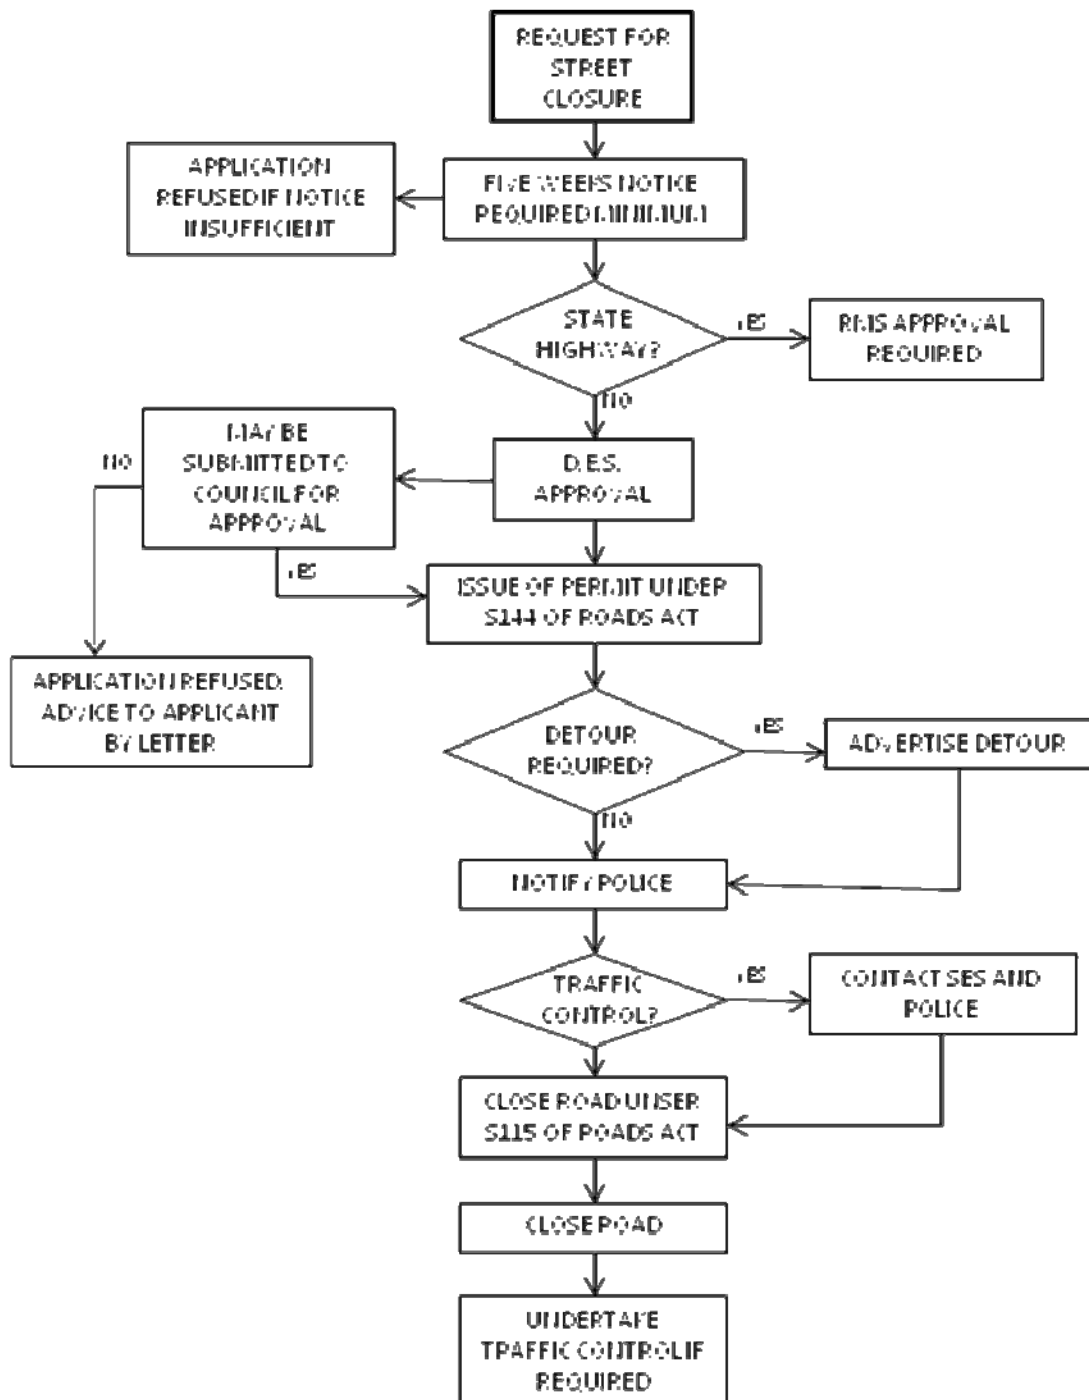 REQUEST FOR
STREET
CLOSURE
APPLICATION
REFUSED IF NOTICE
INSUFFICIENT
FIVE WEEKS NOTICE
REQUIRED MINIMUM
STATE
HIGHWAY?
YES
RMS APPROVAL
REQUIRED
NO
MAY BE
SUBMITTED TO
COUNCIL FOR
APPROVAL
NO
D.E.S.
APPROVAL
YES
ISSUE OF PERMIT UNDER
S144 OF ROADS ACT
APPLICATION REFUSED.
ADVICE TO APPLICANT
BY LETTER
DETOUR
REQUIRED?
YES
ADVERTISE DETOUR
NO
NOTIFY POLICE
TRAFFIC
CONTROL?
YES
CONTACT SES AND
POLICE
CLOSE ROAD UNSER
S115 OF ROADS ACT
CLOSE ROAD
UNDERTAKE
TRAFFIC CONTROL IF
REQUIRED